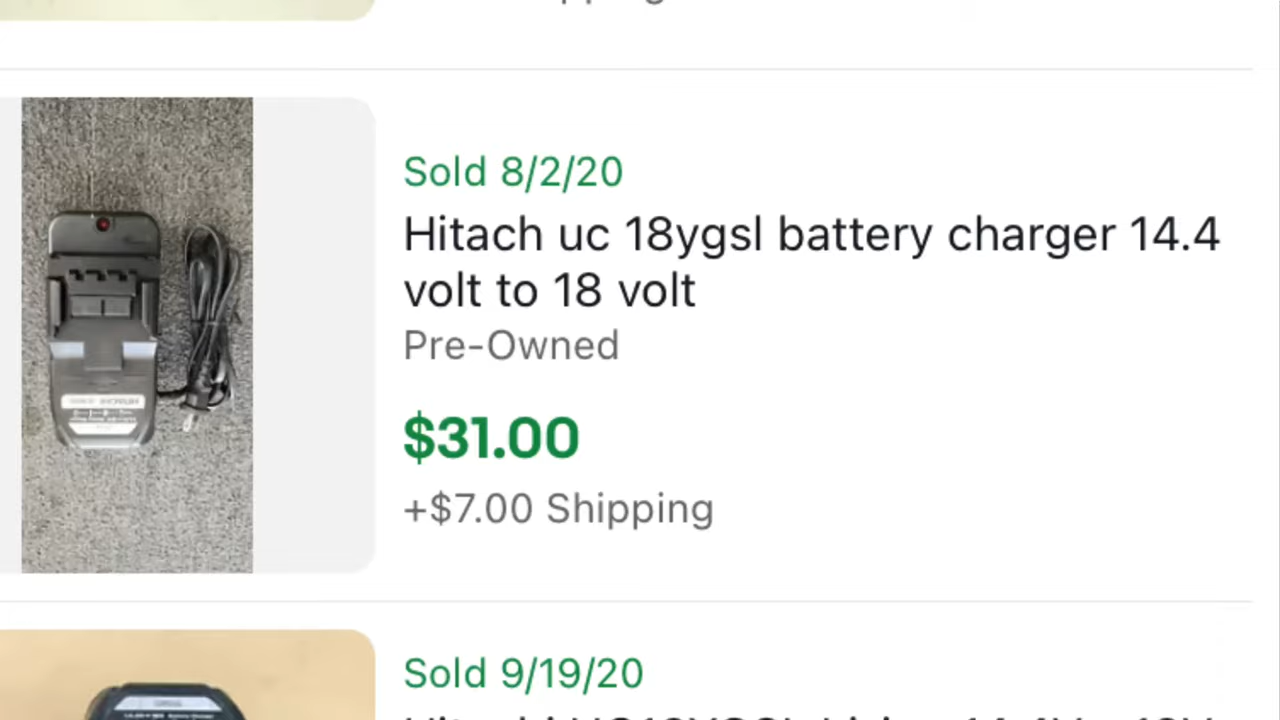 Sold 8/2/20
Hitach uc 18ygsl battery charger 14.4
volt to 18 volt
Pre-Owned
$31.00
+$7.00 Shipping
Sold 9/19/20